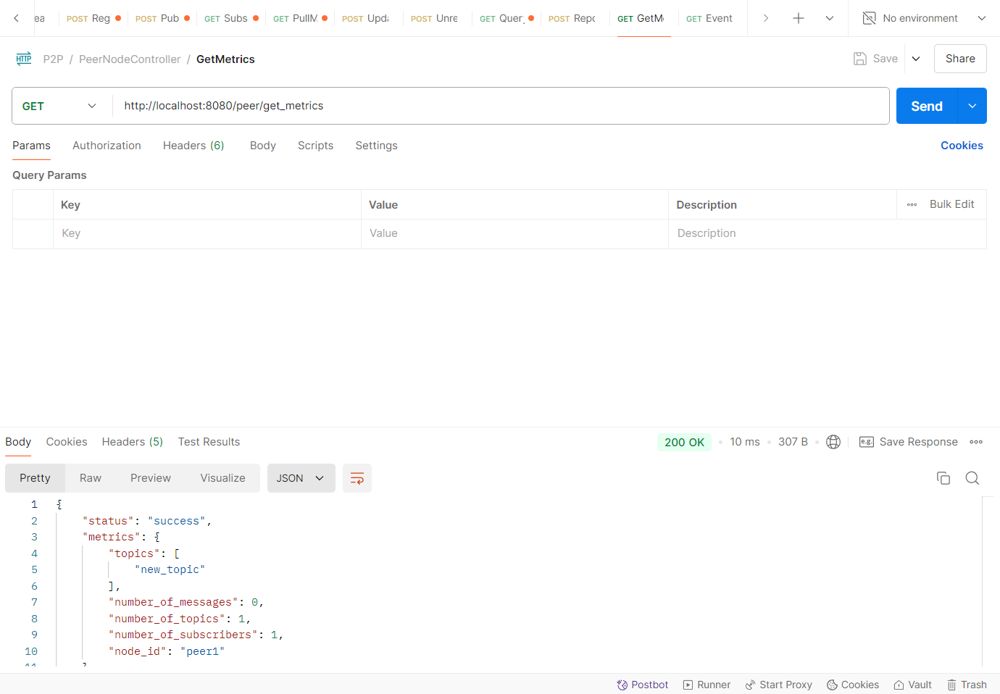 ea POST Reg POST Pub GET Subs GET PullM POST Upda POST Unre GET Query POST Repo GET GetMe GET Event No environment
HTTP P2P / PeerNodeController / GetMetrics Save Share
GET http://localhost:8080/peer/get_metrics Send
Params Authorization Headers (6) Body Scripts Settings Cookies
Query Params
Key Value Description Bulk Edit
Key Value Description
Body Cookies Headers (5) Test Results 200 OK 10 ms 307 B e.g. Save Response
Pretty Raw Preview Visualize JSON
1 {
2 "status": "success",
3 "metrics": {
4 "topics": [
5 "new_topic"
6 ],
7 "number_of_messages": 0,
8 "number_of_topics": 1,
9 "number_of_subscribers": 1,
10 "node_id": "peer1"
11 }
Postbot Runner Start Proxy Cookies Vault Trash